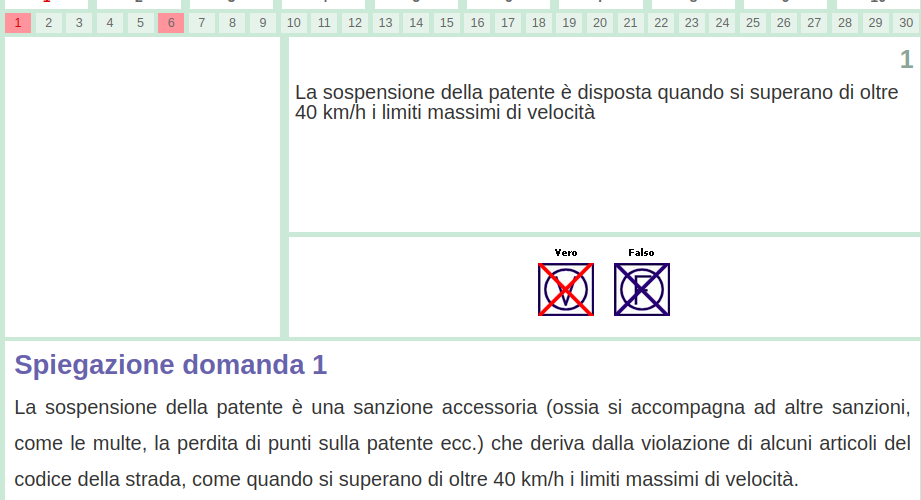 1 2 3 4 5 6 7 8 9 10 11 12 13 14 15 16 17 18 19 20 21 22 23 24 25 26 27 28 29 30
1
La sospensione della patente è disposta quando si superano di oltre
40 km/h i limiti massimi di velocità
Vero Falso
V F
Spiegazione domanda 1
La sospensione della patente è una sanzione accessoria (ossia si accompagna ad altre sanzioni,
come le multe, la perdita di punti sulla patente ecc.) che deriva dalla violazione di alcuni articoli del
codice della strada, come quando si superano di oltre 40 km/h i limiti massimi di velocità.